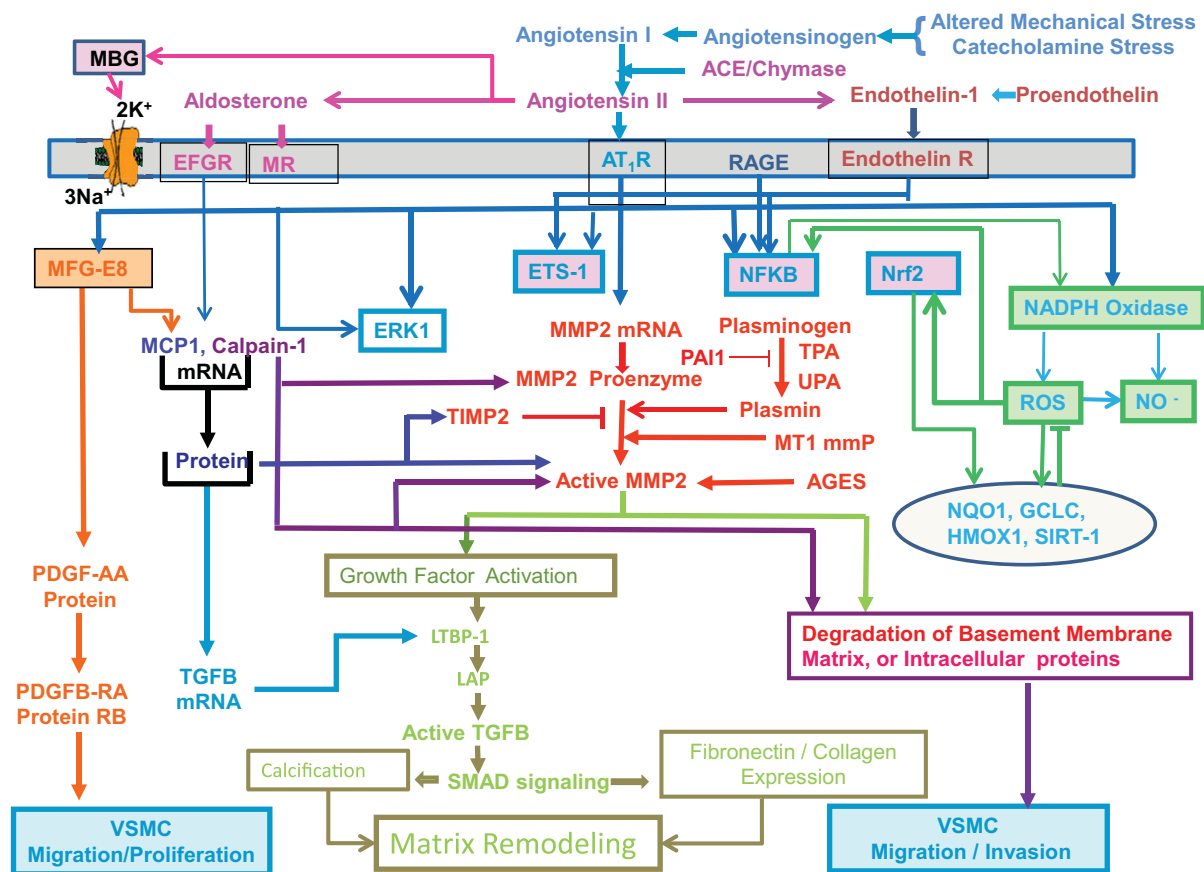 Altered Mechanical Stress
Catecholamine Stress
Angiotensin I
Angiotensinogen
{
MBG
ACE/Chymase
2K+
Aldosterone
Angiotensin II
Endothelin-1
Proendothelin
EFGR
MR
AT1R
RAGE
Endothelin R
3Na+
MFG-E8
ETS-1
NFKB
Nrf2
NADPH Oxidase
ERK1
MMP2 mRNA
Plasminogen
MCP1, Calpain-1
mRNA
PAI1
TPA
MMP2 Proenzyme
UPA
ROS
NO -
TIMP2
Plasmin
MT1 mmP
Protein
Active MMP2
AGES
NQO1, GCLC,
HMOX1, SIRT-1
Growth Factor Activation
PDGF-AA
Protein
LTBP-1
Degradation of Basement Membrane
Matrix, or Intracellular proteins
LAP
TGFB
mRNA
PDGFB-RA
Protein RB
Active TGFB
Calcification
SMAD signaling
Fibronectin / Collagen
Expression
VSMC
Migration/Proliferation
Matrix Remodeling
VSMC
Migration / Invasion